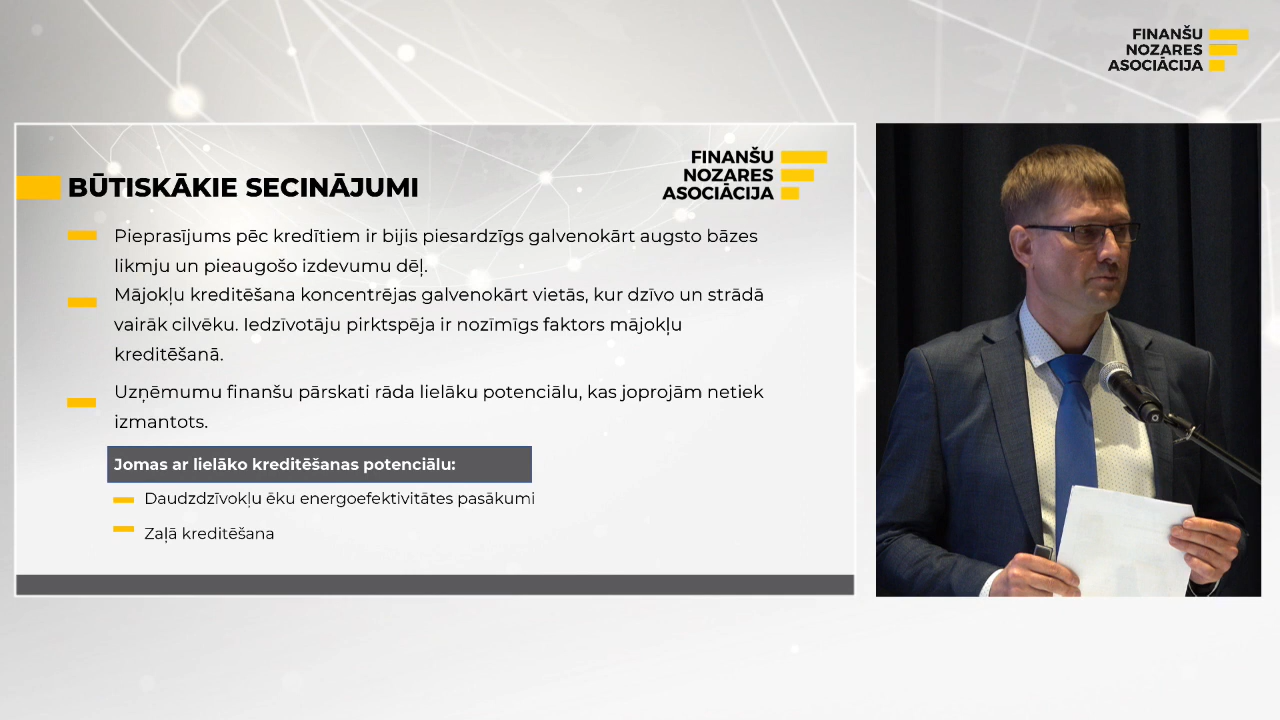 FINANŠU
NOZARES
ASOCIĀCIJA
FINANŠU
NOZARES
ASOCIĀCIJA
BŪTISKĀKIE SECINĀJUMI
Pieprasījums pēc kredītiem ir bijis piesardzīgs galvenokārt augsto bāzes
likmju un pieaugošo izdevumu dēļ.
Mājokļu kreditēšana koncentrējas galvenokārt vietās, kur dzīvo un strādā
vairāk cilvēku. Iedzīvotāju pirktspēja ir nozīmīgs faktors mājokļu
kreditēšanā.
Uzņēmumu finanšu pārskati rāda lielāku potenciālu, kas joprojām netiek
izmantots.
Jomas ar lielāko kreditēšanas potenciālu:
Daudzdzīvokļu ēku energoefektivitātes pasākumi
Zaļā kreditēšana